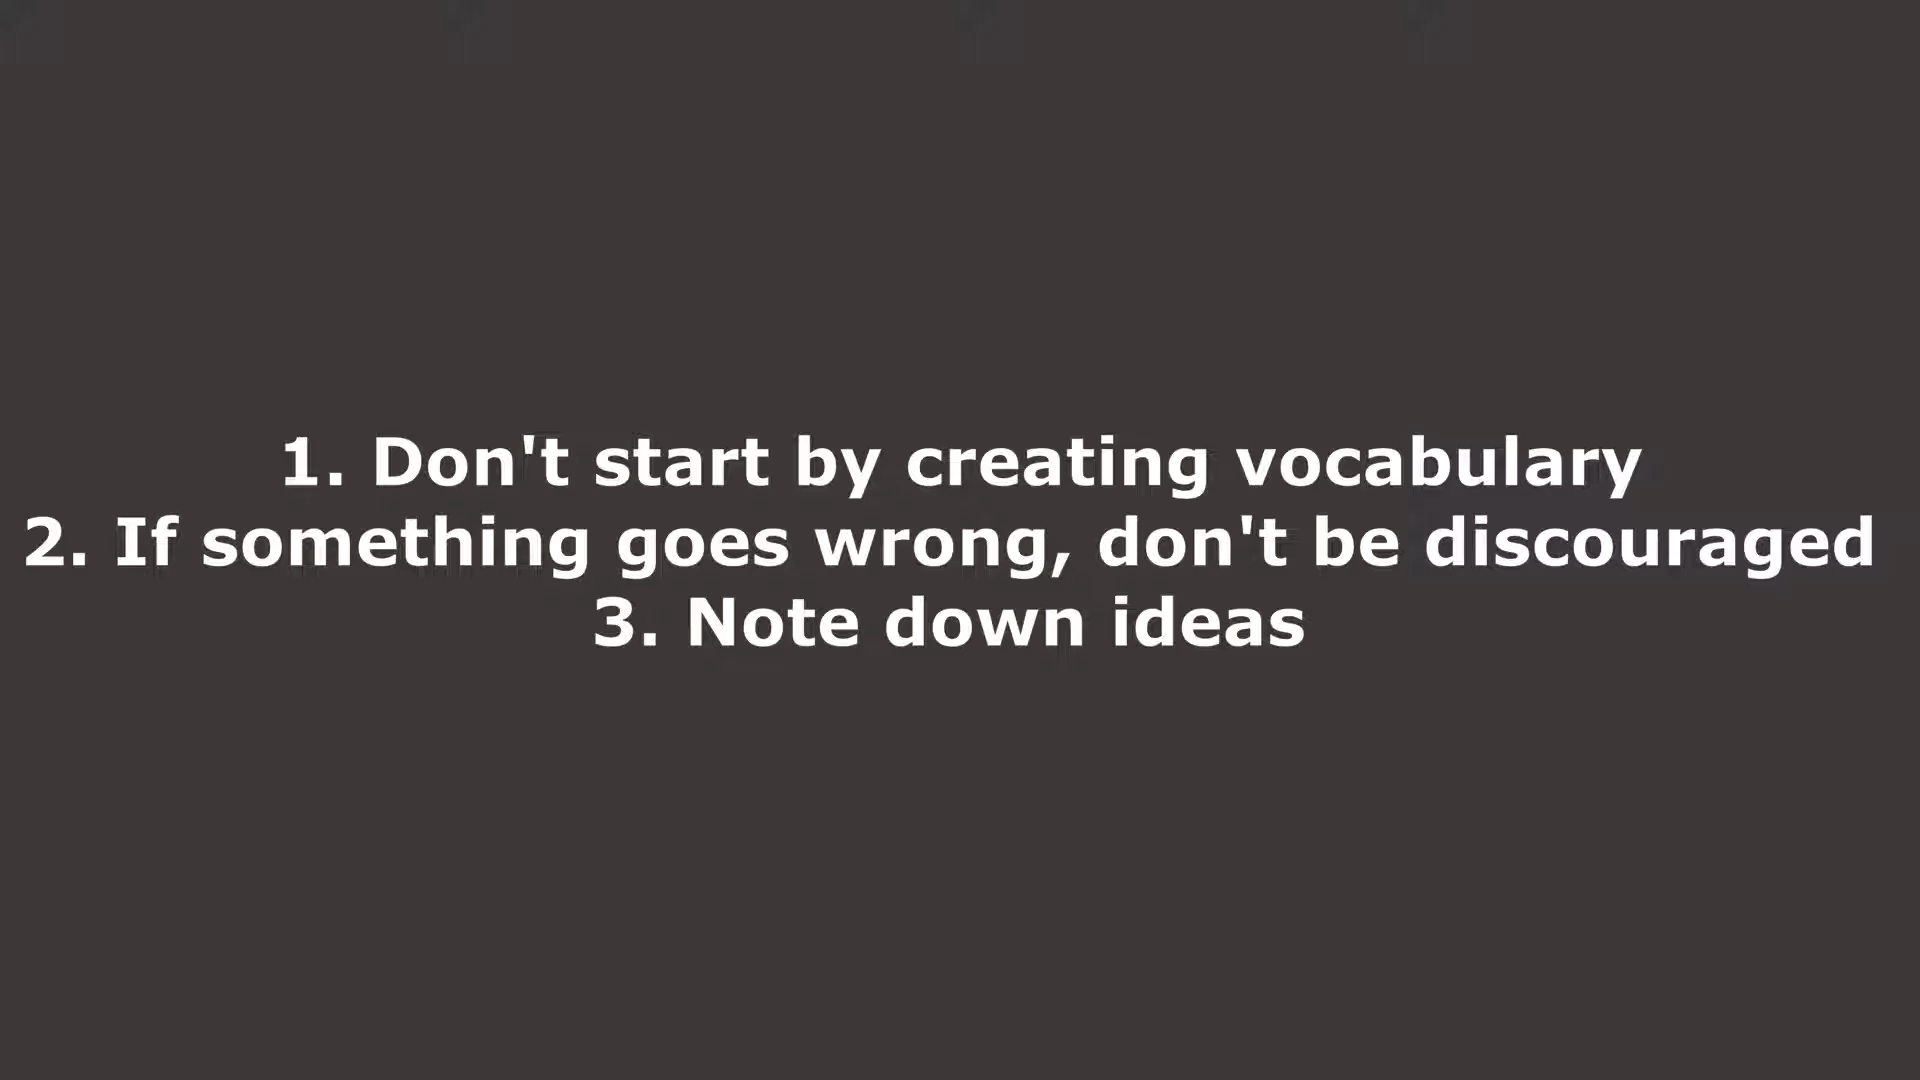 1. Don't start by creating vocabulary
2. If something goes wrong, don't be discouraged
3. Note down ideas